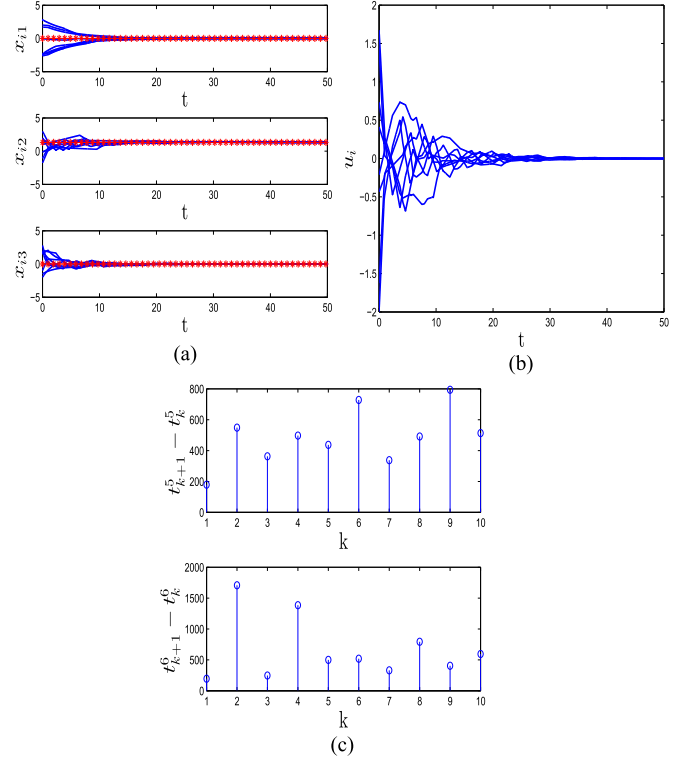 5
0
−5
x_{i1}
0 10 20 30 40 50
t
5
0
−5
x_{i2}
0 10 20 30 40 50
t
5
0
−5
x_{i3}
0 10 20 30 40 50
t
(a)
2
1.5
1
0.5
0
−0.5
−1
−1.5
−2
u_i
0 10 20 30 40 50
t
(b)
800
600
400
200
0
t^5_{k+1} − t^5_k
1 2 3 4 5 6 7 8 9 10
k
2000
1500
1000
500
0
t^6_{k+1} − t^6_k
1 2 3 4 5 6 7 8 9 10
k
(c)